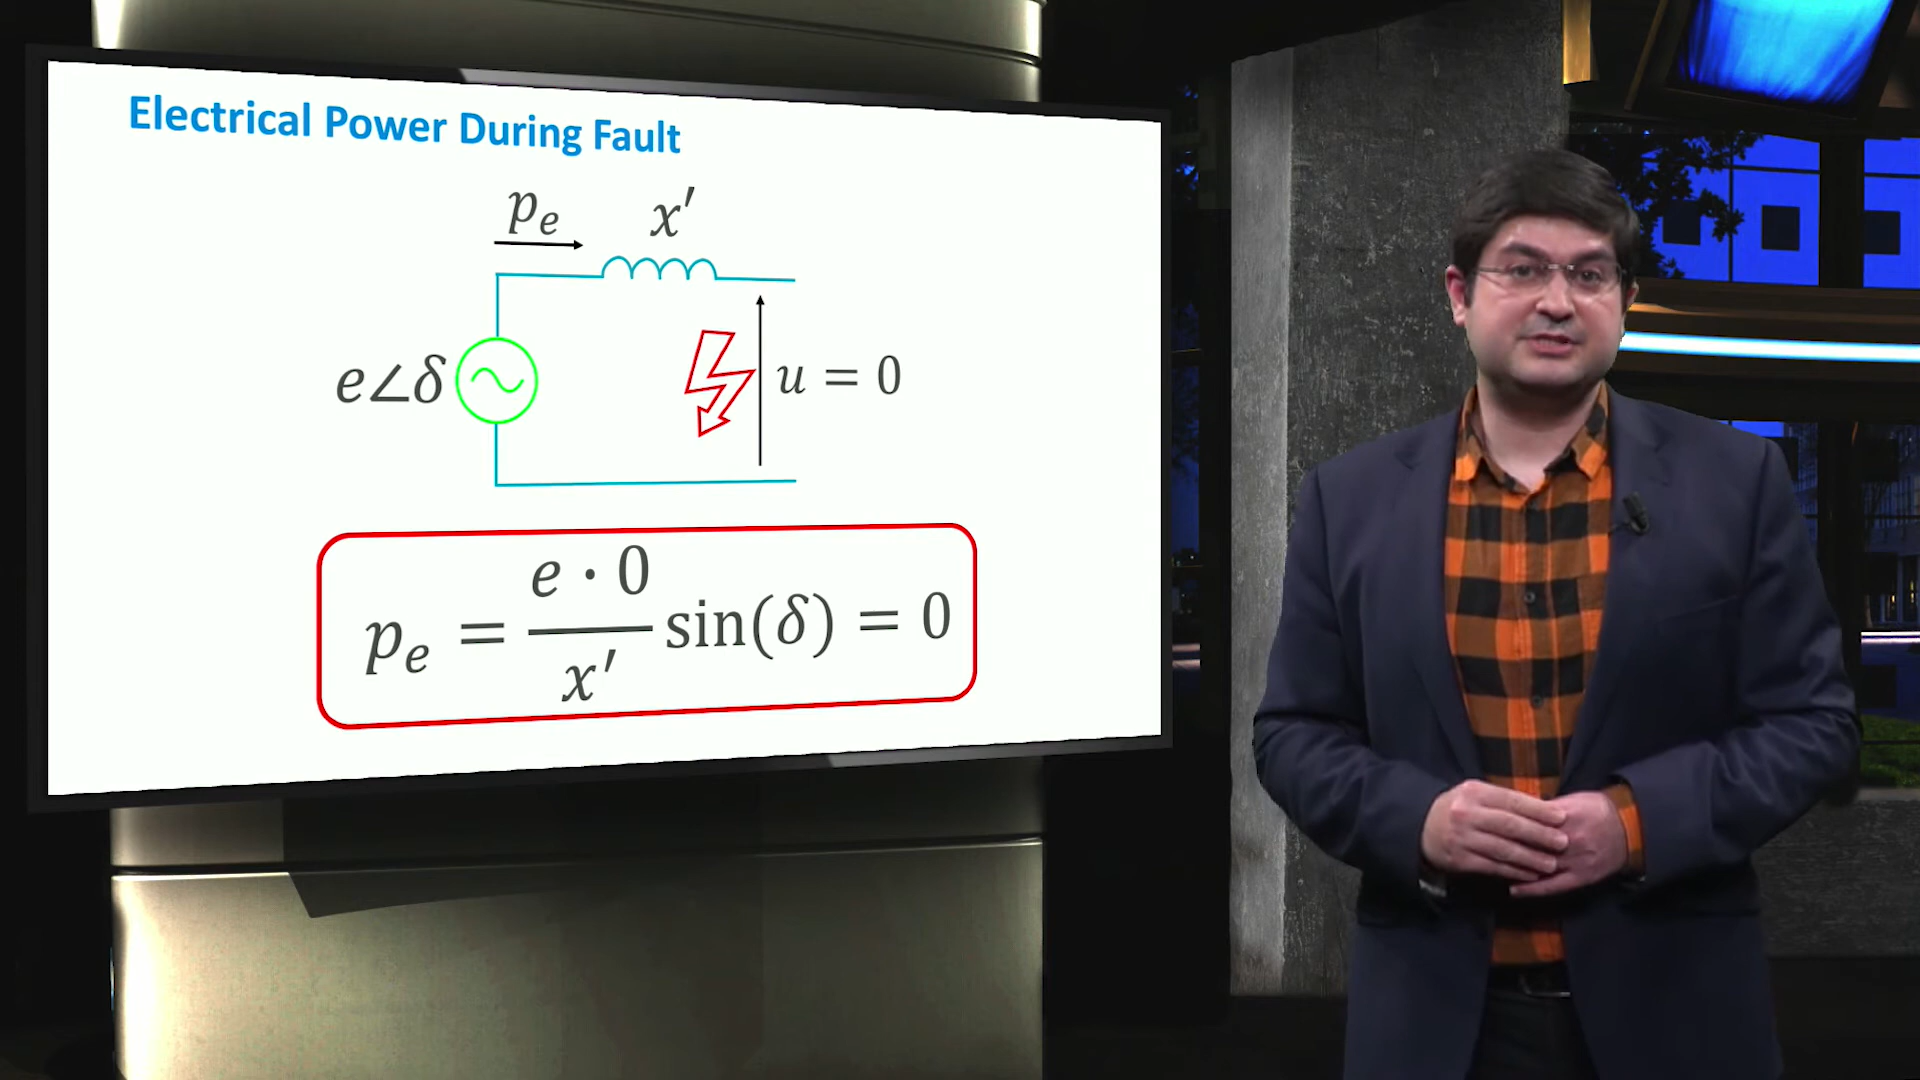 Electrical Power During Fault
pₑ
x′
e∠δ
u = 0
pₑ = (e · 0)/x′ sin(δ) = 0